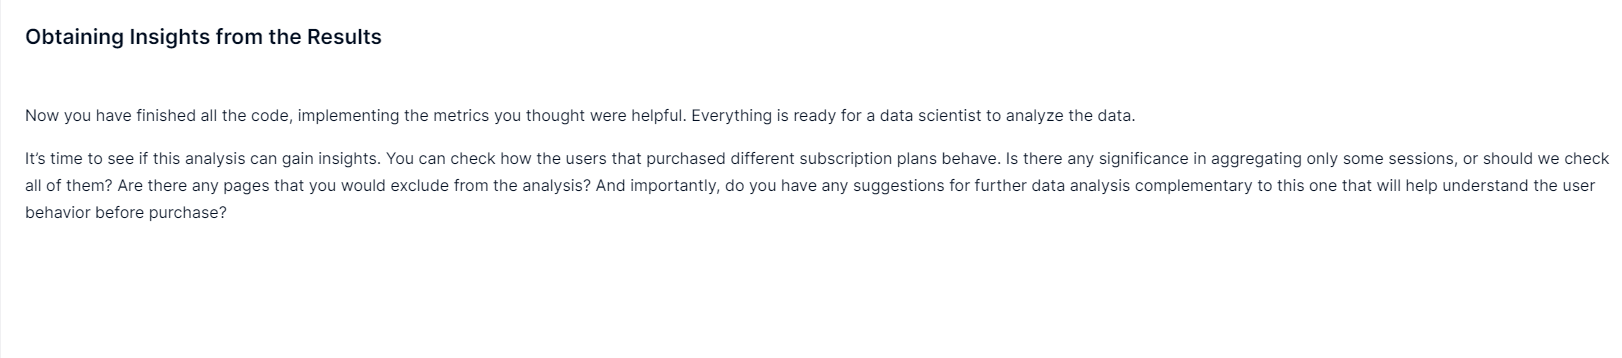 Obtaining Insights from the Results
Now you have finished all the code, implementing the metrics you thought were helpful. Everything is ready for a data scientist to analyze the data.
It’s time to see if this analysis can gain insights. You can check how the users that purchased different subscription plans behave. Is there any significance in aggregating only some sessions, or should we check
all of them? Are there any pages that you would exclude from the analysis? And importantly, do you have any suggestions for further data analysis complementary to this one that will help understand the user
behavior before purchase?